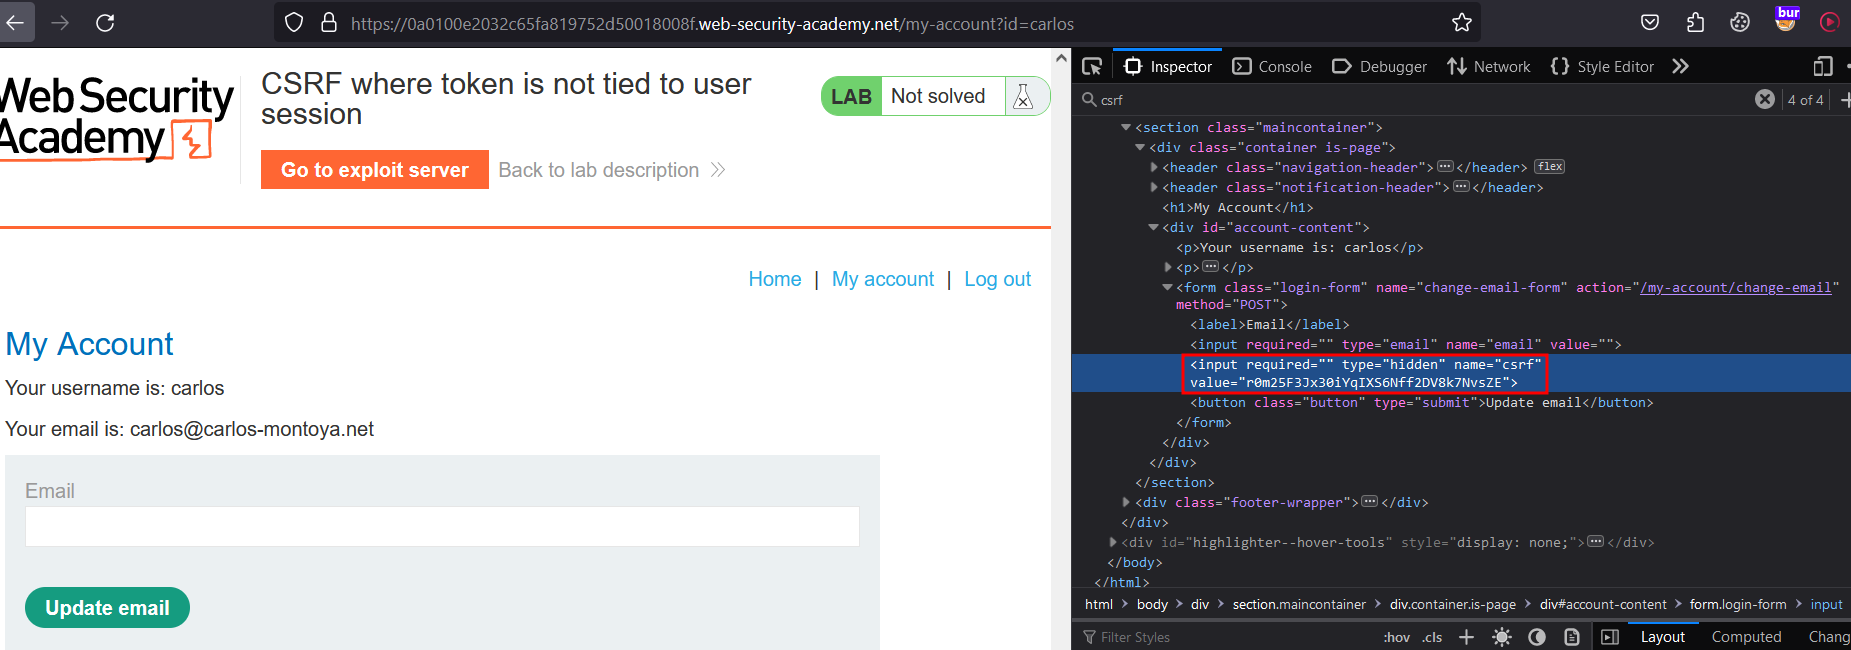 https://0a0100e2032c65fa819752d50018008f.web-security-academy.net/my-account?id=carlos
bur
Web Security
Academy
CSRF where token is not tied to user
session
LAB Not solved
Go to exploit server
Back to lab description
Home | My account | Log out
My Account
Your username is: carlos
Your email is: carlos@carlos-montoya.net
Email
Update email
Inspector Console Debugger Network {} Style Editor
csrf
4 of 4
<section class="maincontainer">
<div class="container is-page">
<header class="navigation-header">…</header> flex
<header class="notification-header">…</header>
<h1>My Account</h1>
<div id="account-content">
<p>Your username is: carlos</p>
<p>…</p>
<form class="login-form" name="change-email-form" action="/my-account/change-email"
method="POST">
<label>Email</label>
<input required="" type="email" name="email" value="">
<input required="" type="hidden" name="csrf"
value="r0m25F3Jx30iYqIXS6Nff2DV8k7NvsZE">
<button class="button" type="submit">Update email</button>
</form>
</div>
</div>
</section>
<div class="footer-wrapper">…</div>
</div>
<div id="highlighter--hover-tools" style="display: none;">…</div>
</body>
</html>
html > body > div > section.maincontainer > div.container.is-page > div#account-content > form.login-form > input
Filter Styles
:hov .cls +
Layout Computed Chang